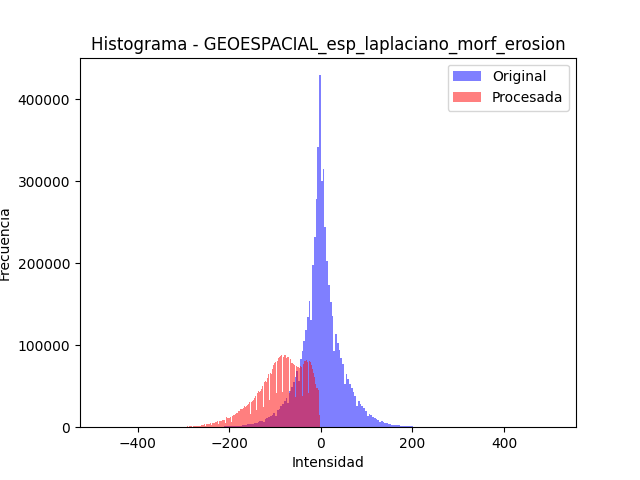 Histograma - GEOESPACIAL_esp_laplaciano_morf_erosion
Original
Procesada
400000
300000
200000
100000
0
Frecuencia
−400
−200
0
200
400
Intensidad